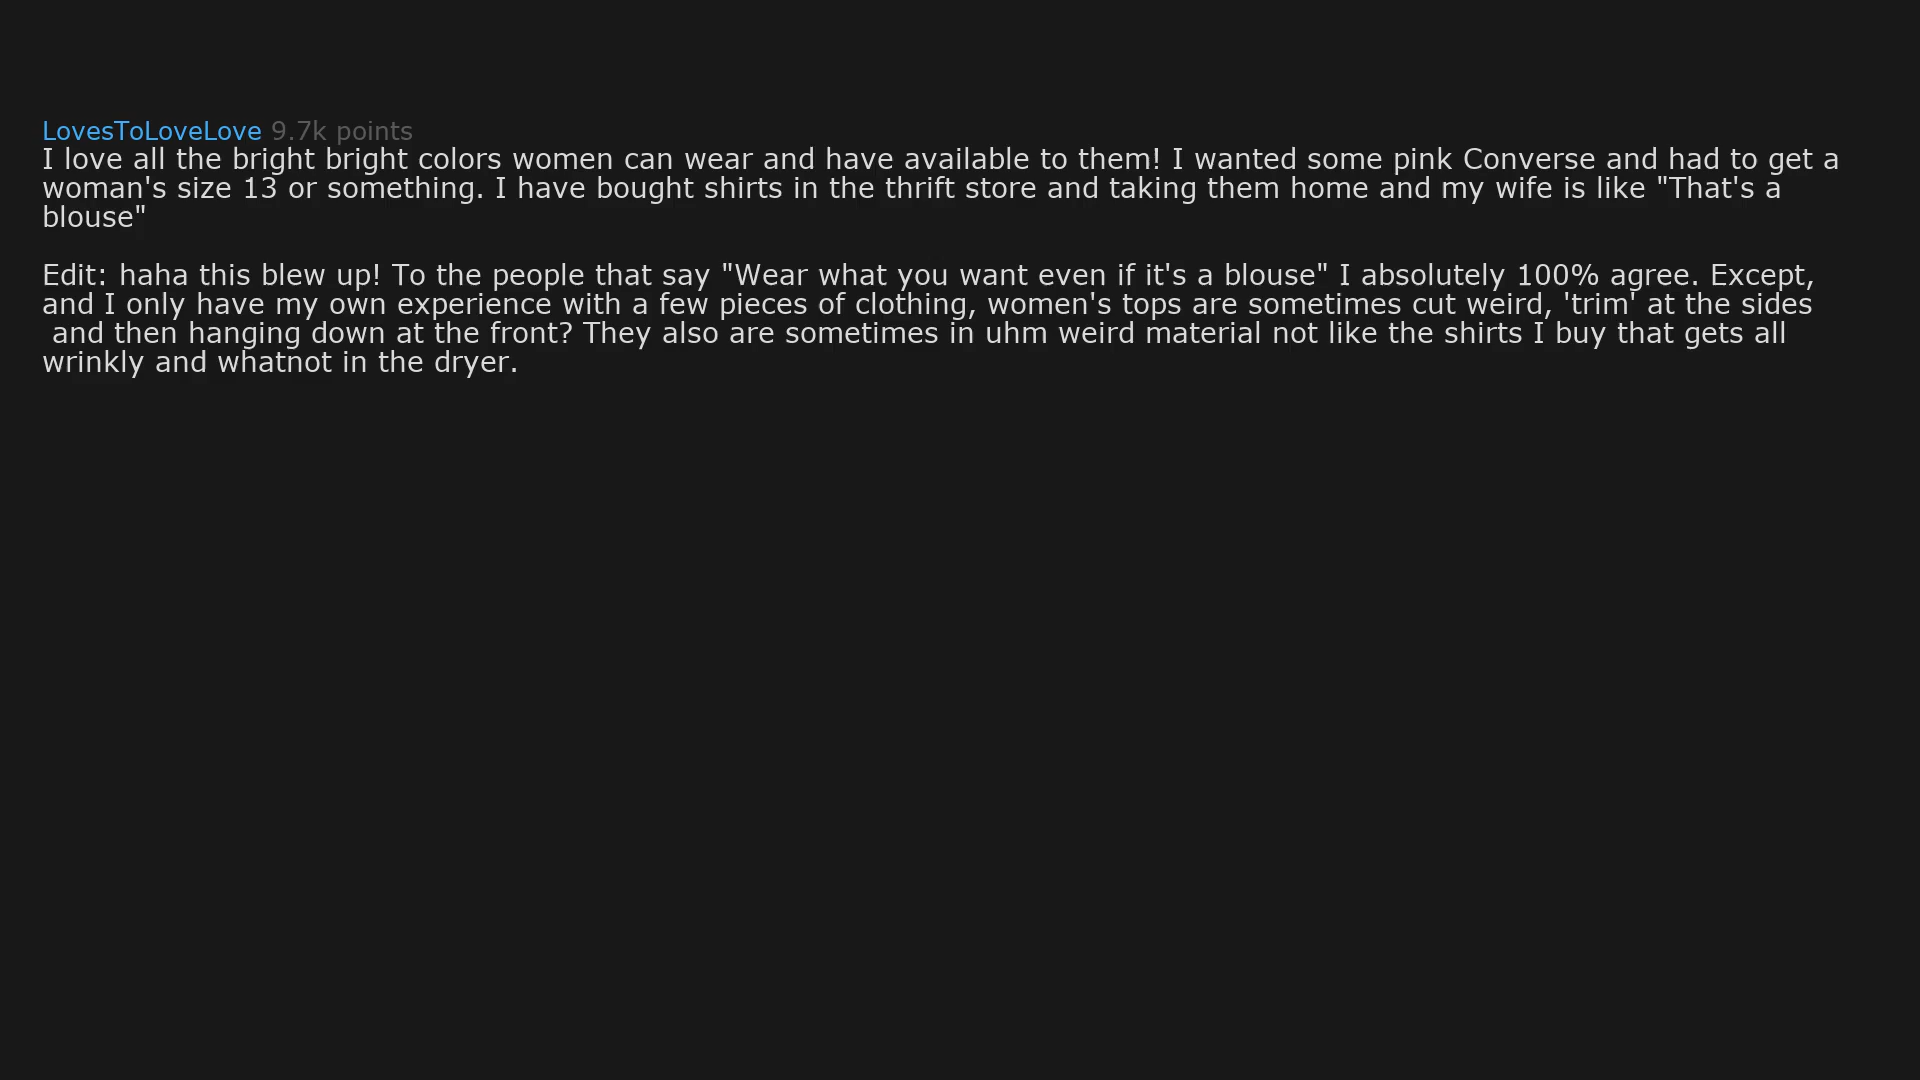 LovesToLoveLove 9.7k points
I love all the bright bright colors women can wear and have available to them! I wanted some pink Converse and had to get a
woman's size 13 or something. I have bought shirts in the thrift store and taking them home and my wife is like "That's a
blouse"
Edit: haha this blew up! To the people that say "Wear what you want even if it's a blouse" I absolutely 100% agree. Except,
and I only have my own experience with a few pieces of clothing, women's tops are sometimes cut weird, 'trim' at the sides
and then hanging down at the front? They also are sometimes in uhm weird material not like the shirts I buy that gets all
wrinkly and whatnot in the dryer.